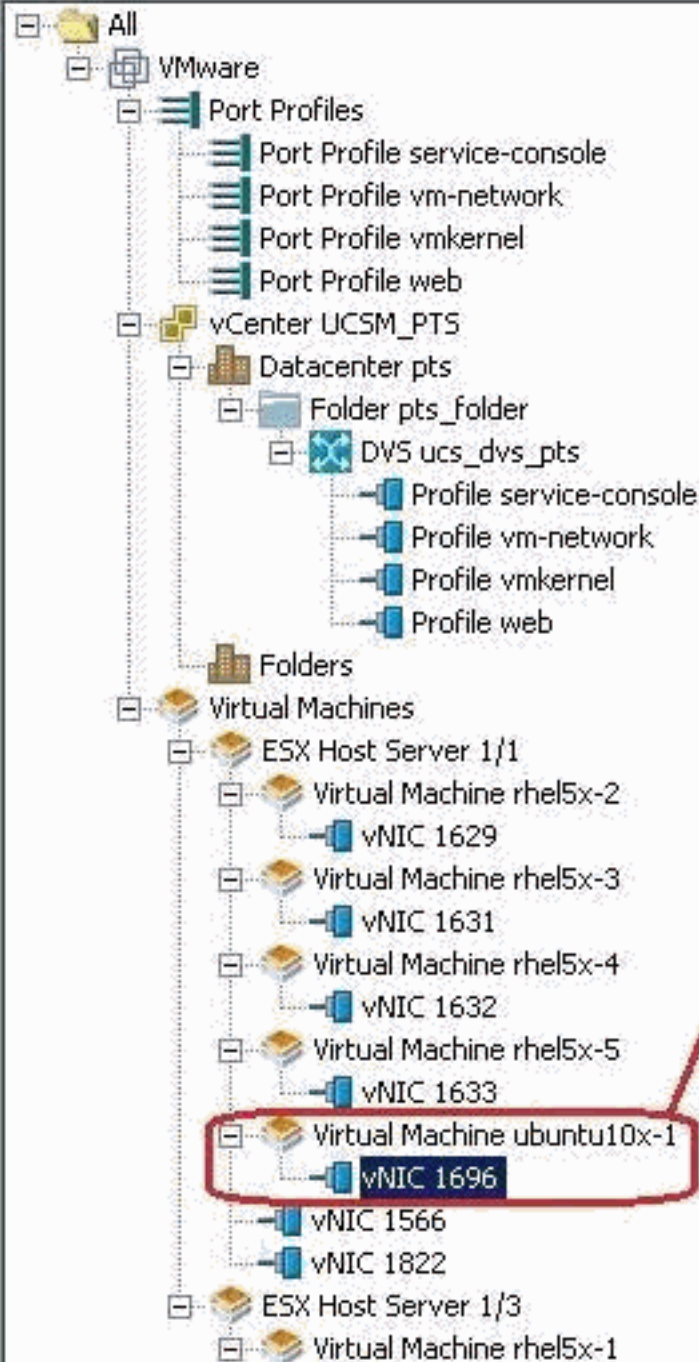 All
VMware
Port Profiles
Port Profile service-console
Port Profile vm-network
Port Profile vmkernel
Port Profile web
vCenter UCSM_PTS
Datacenter pts
Folder pts_folder
DVS ucs_dvs_pts
Profile service-console
Profile vm-network
Profile vmkernel
Profile web
Folders
Virtual Machines
ESX Host Server 1/1
Virtual Machine rhel5x-2
vNIC 1629
Virtual Machine rhel5x-3
vNIC 1631
Virtual Machine rhel5x-4
vNIC 1632
Virtual Machine rhel5x-5
vNIC 1633
Virtual Machine ubuntu10x-1
vNIC 1696
vNIC 1566
vNIC 1822
ESX Host Server 1/3
Virtual Machine rhel5x-1